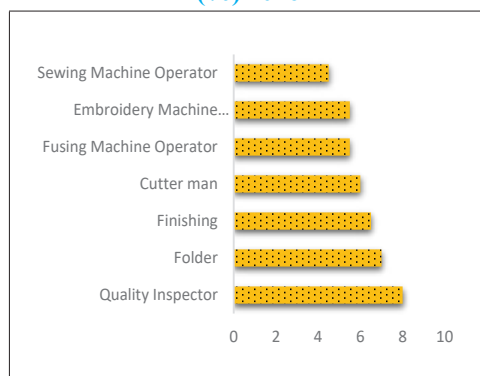 Sewing Machine Operator
Embroidery Machine...
Fusing Machine Operator
Cutter man
Finishing
Folder
Quality Inspector
0 2 4 6 8 10